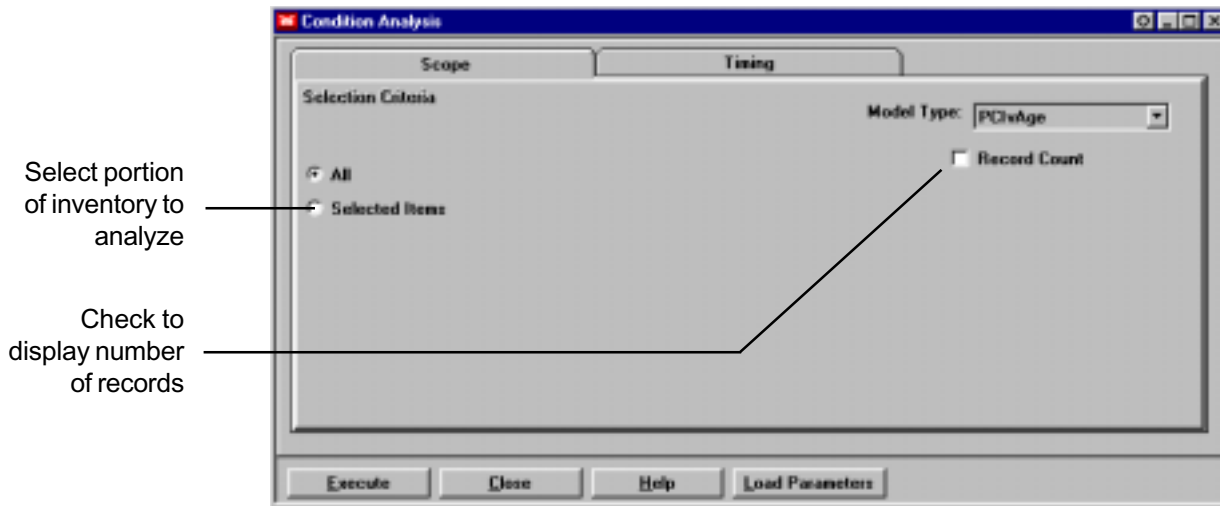 Condition Analysis
Scope
Timing
Selection Criteria
Model Type:
PCIvAge
Record Count
All
Selected Items
Select portion
of inventory to
analyze
Check to
display number
of records
Execute
Close
Help
Load Parameters